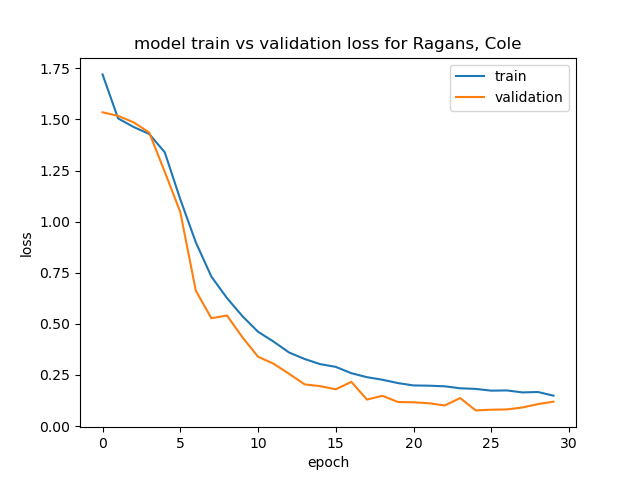 model train vs validation loss for Ragans, Cole
train
validation
loss
1.75
1.50
1.25
1.00
0.75
0.50
0.25
0.00
0 5 10 15 20 25 30
epoch